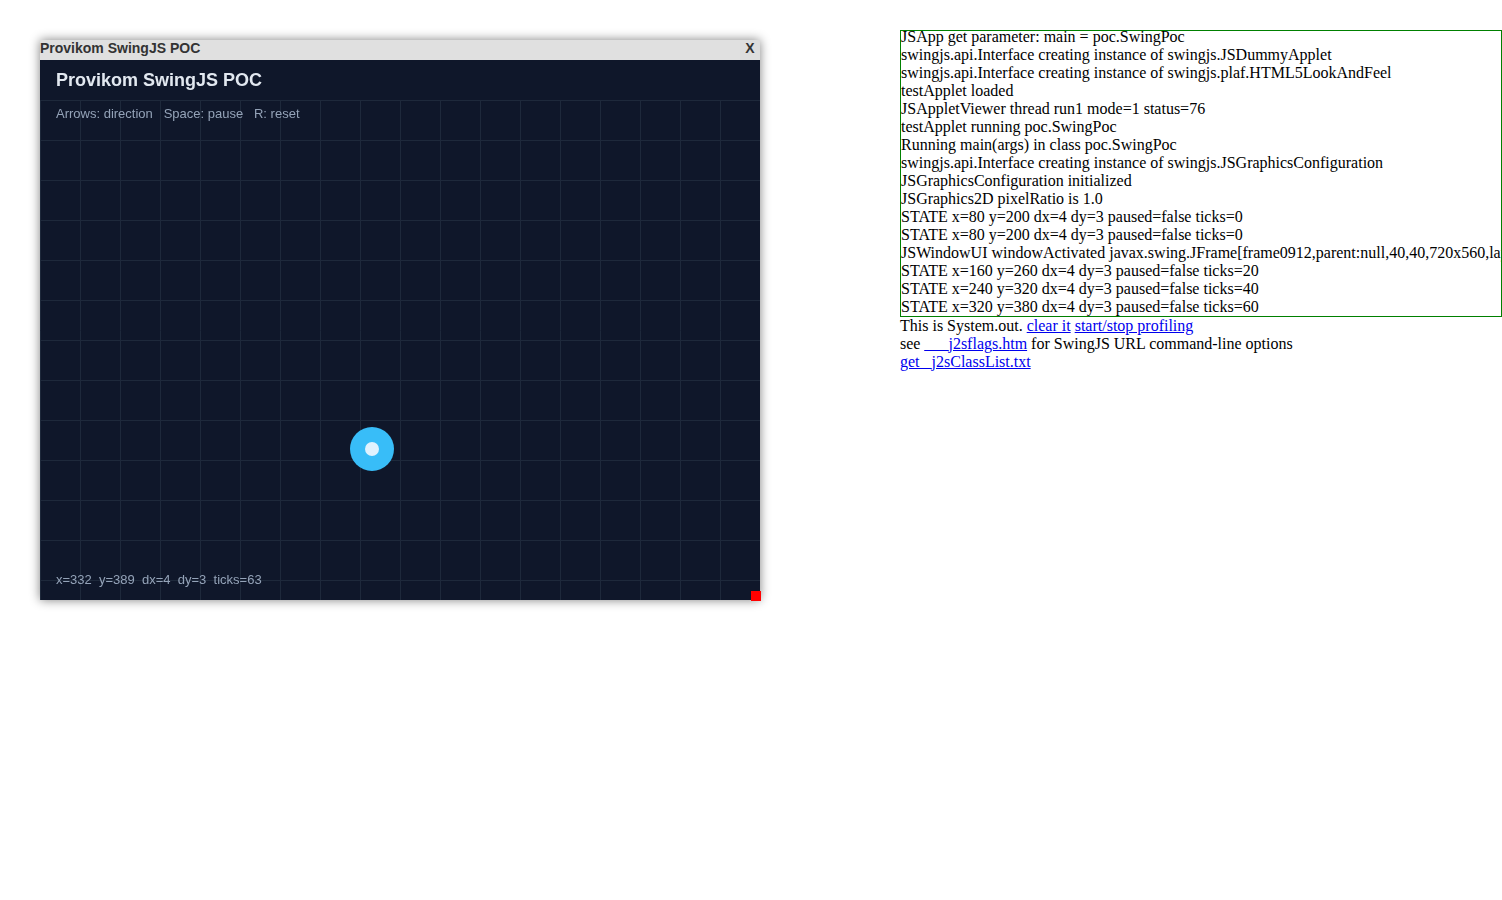 Provikom SwingJS POC X
Provikom SwingJS POC
Arrows: direction Space: pause R: reset
x=332 y=389 dx=4 dy=3 ticks=63
JSApp get parameter: main = poc.SwingPoc
swingjs.api.Interface creating instance of swingjs.JSDummyApplet
swingjs.api.Interface creating instance of swingjs.plaf.HTML5LookAndFeel
testApplet loaded
JSAppletViewer thread run1 mode=1 status=76
testApplet running poc.SwingPoc
Running main(args) in class poc.SwingPoc
swingjs.api.Interface creating instance of swingjs.JSGraphicsConfiguration
JSGraphicsConfiguration initialized
JSGraphics2D pixelRatio is 1.0
STATE x=80 y=200 dx=4 dy=3 paused=false ticks=0
STATE x=80 y=200 dx=4 dy=3 paused=false ticks=0
JSWindowUI windowActivated javax.swing.JFrame[frame0912,parent:null,40,40,720x560,la
STATE x=160 y=260 dx=4 dy=3 paused=false ticks=20
STATE x=240 y=320 dx=4 dy=3 paused=false ticks=40
STATE x=320 y=380 dx=4 dy=3 paused=false ticks=60
This is System.out. clear it start/stop profiling
see ___j2sflags.htm for SwingJS URL command-line options
get _j2sClassList.txt